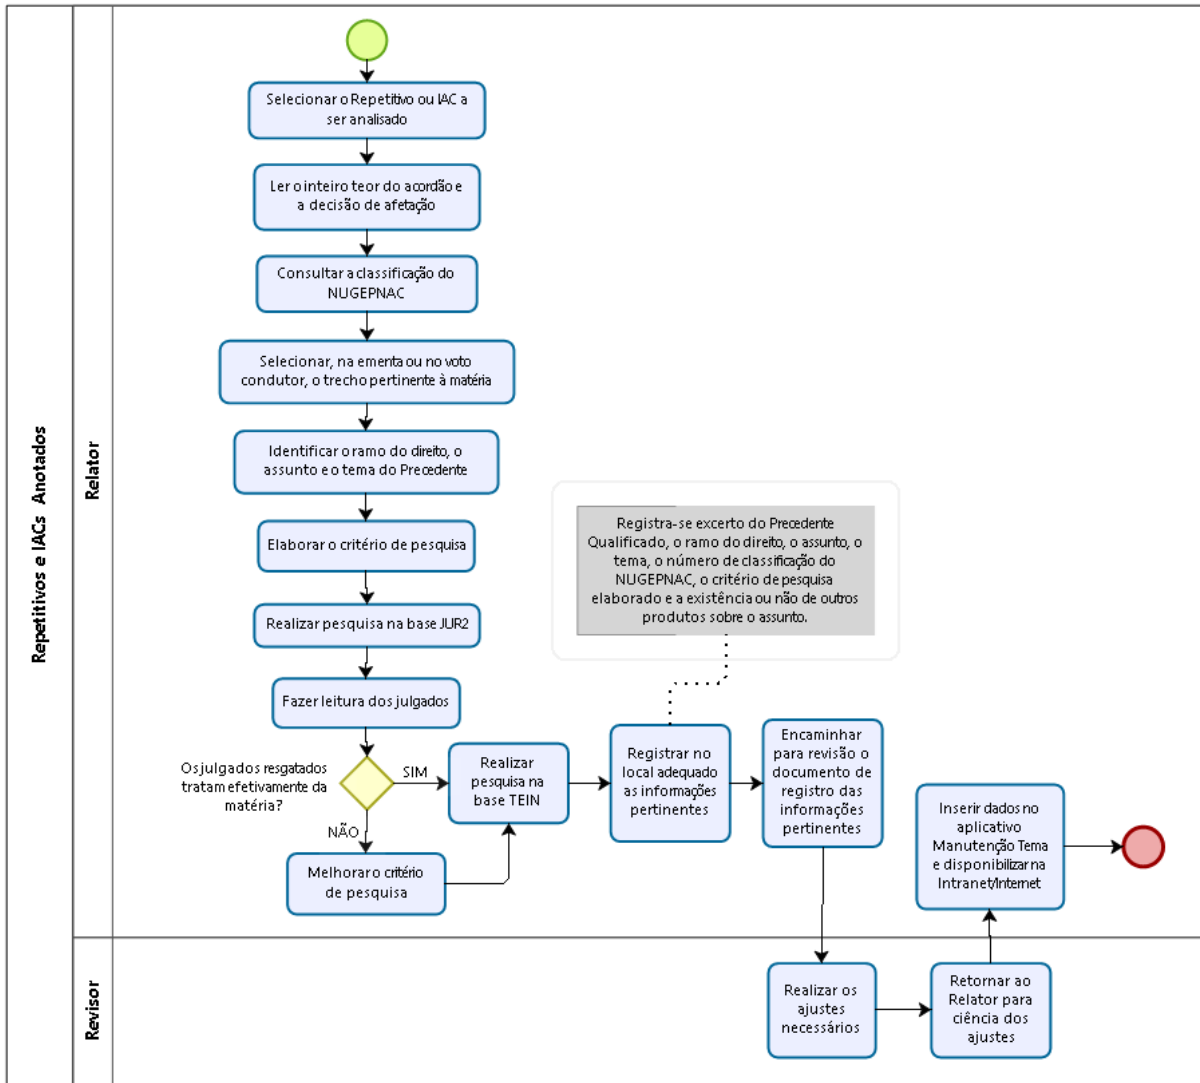 Repetitivos e IACs Anotados
Relator
Selecionar o Repetitivo ou IAC a
ser analisado
Ler o inteiro teor do acordão e
a decisão de afetação
Consultar a classificação do
NUGEPNAC
Selecionar, na ementa ou no voto
condutor, o trecho pertinente à matéria
Identificar o ramo do direito, o
assunto e o tema do Precedente
Elaborar o critério de pesquisa
Realizar pesquisa na base JUR2
Fazer leitura dos julgados
Os julgados resgatados
tratam efetivamente da
matéria?
SIM
NÃO
Melhorar o critério
de pesquisa
Realizar
pesquisa na
base TEIN
Registra-se excerto do Precedente
Qualificado, o ramo do direito, o assunto, o
tema, o número de classificação do
NUGEPNAC, o critério de pesquisa
elaborado e a existência ou não de outros
produtos sobre o assunto.
Registrar no
local adequado
as informações
pertinentes
Encaminhar
para revisão o
documento de
registro das
informações
pertinentes
Inserir dados no
aplicativo
Manutenção Tema
e disponibilizar na
Intranet/Internet
Revisor
Realizar os
ajustes
necessários
Retornar ao
Relator para
ciência dos
ajustes